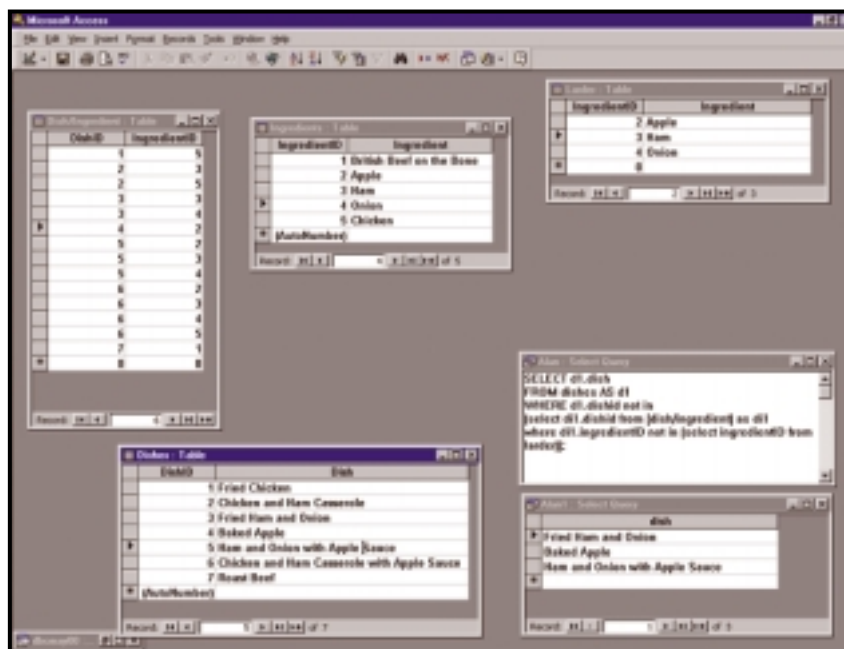 Microsoft Access
File Edit View Insert Format Records Tools Window Help
Dish/Ingredient : Table
DishID IngredientID
1 5
2 3
2 5
3 3
3 4
4 2
5 2
5 3
5 4
6 2
6 3
6 4
6 5
7 1
0 0
Record: 6
Ingredients : Table
IngredientID Ingredient
1 British Beef on the Bone
2 Apple
3 Ham
4 Onion
5 Chicken
(AutoNumber)
Record: 4 of 5
Larder : Table
IngredientID Ingredient
2 Apple
3 Ham
4 Onion
0
Record: 2 of 3
Alan : Select Query
SELECT d1.dish
FROM dishes AS d1
WHERE d1.dishid not in
(select di1.dishid from [dish/ingredient] as di1
where di1.ingredientID not in (select ingredientID from
larder));
Dishes : Table
DishID Dish
1 Fried Chicken
2 Chicken and Ham Casserole
3 Fried Ham and Onion
4 Baked Apple
5 Ham and Onion with Apple Sauce
6 Chicken and Ham Casserole with Apple Sauce
7 Roast Beef
(AutoNumber)
Record: 5 of 7
Alan1 : Select Query
dish
Fried Ham and Onion
Baked Apple
Ham and Onion with Apple Sauce
Record: 1 of 3